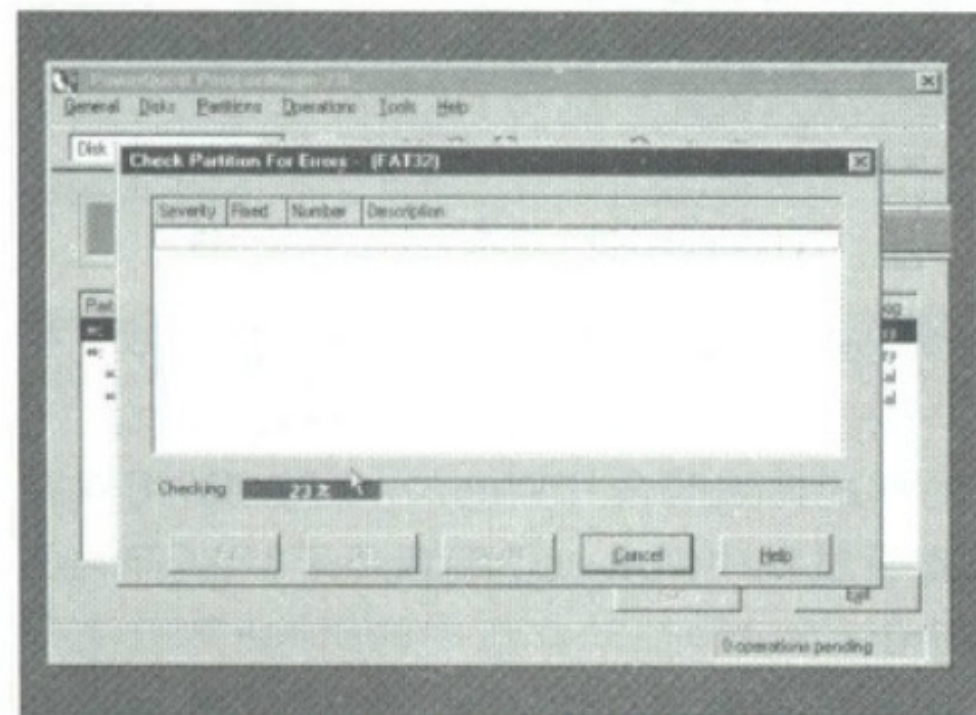 General Disks Partitions Operations Tools Help
Disk
Check Partition For Errors - (FAT32)
Severity Fixed Number Description
Checking 23 %
Cancel Help
Exit
0 operations pending